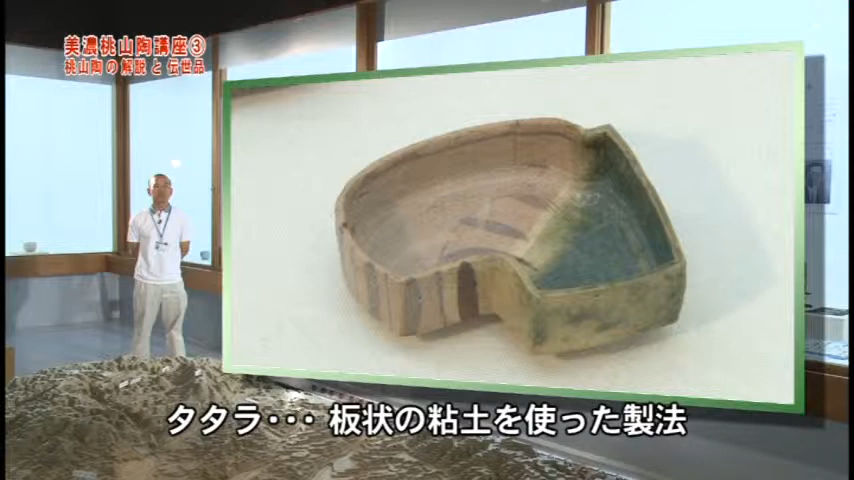 美濃桃山陶講座③
桃山陶の解説と伝世品
タタラ･･･ 板状の粘土を使った製法